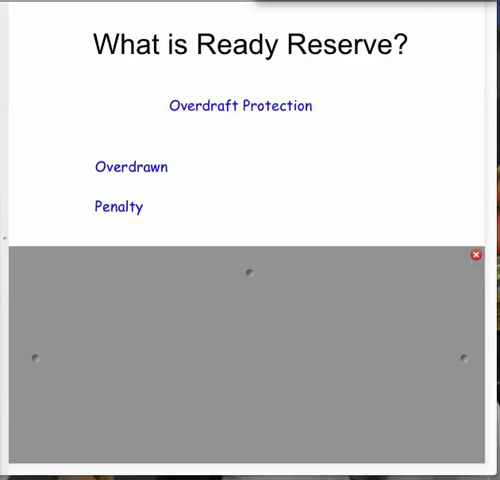 What is Ready Reserve?
Overdraft Protection
Overdrawn
Penalty